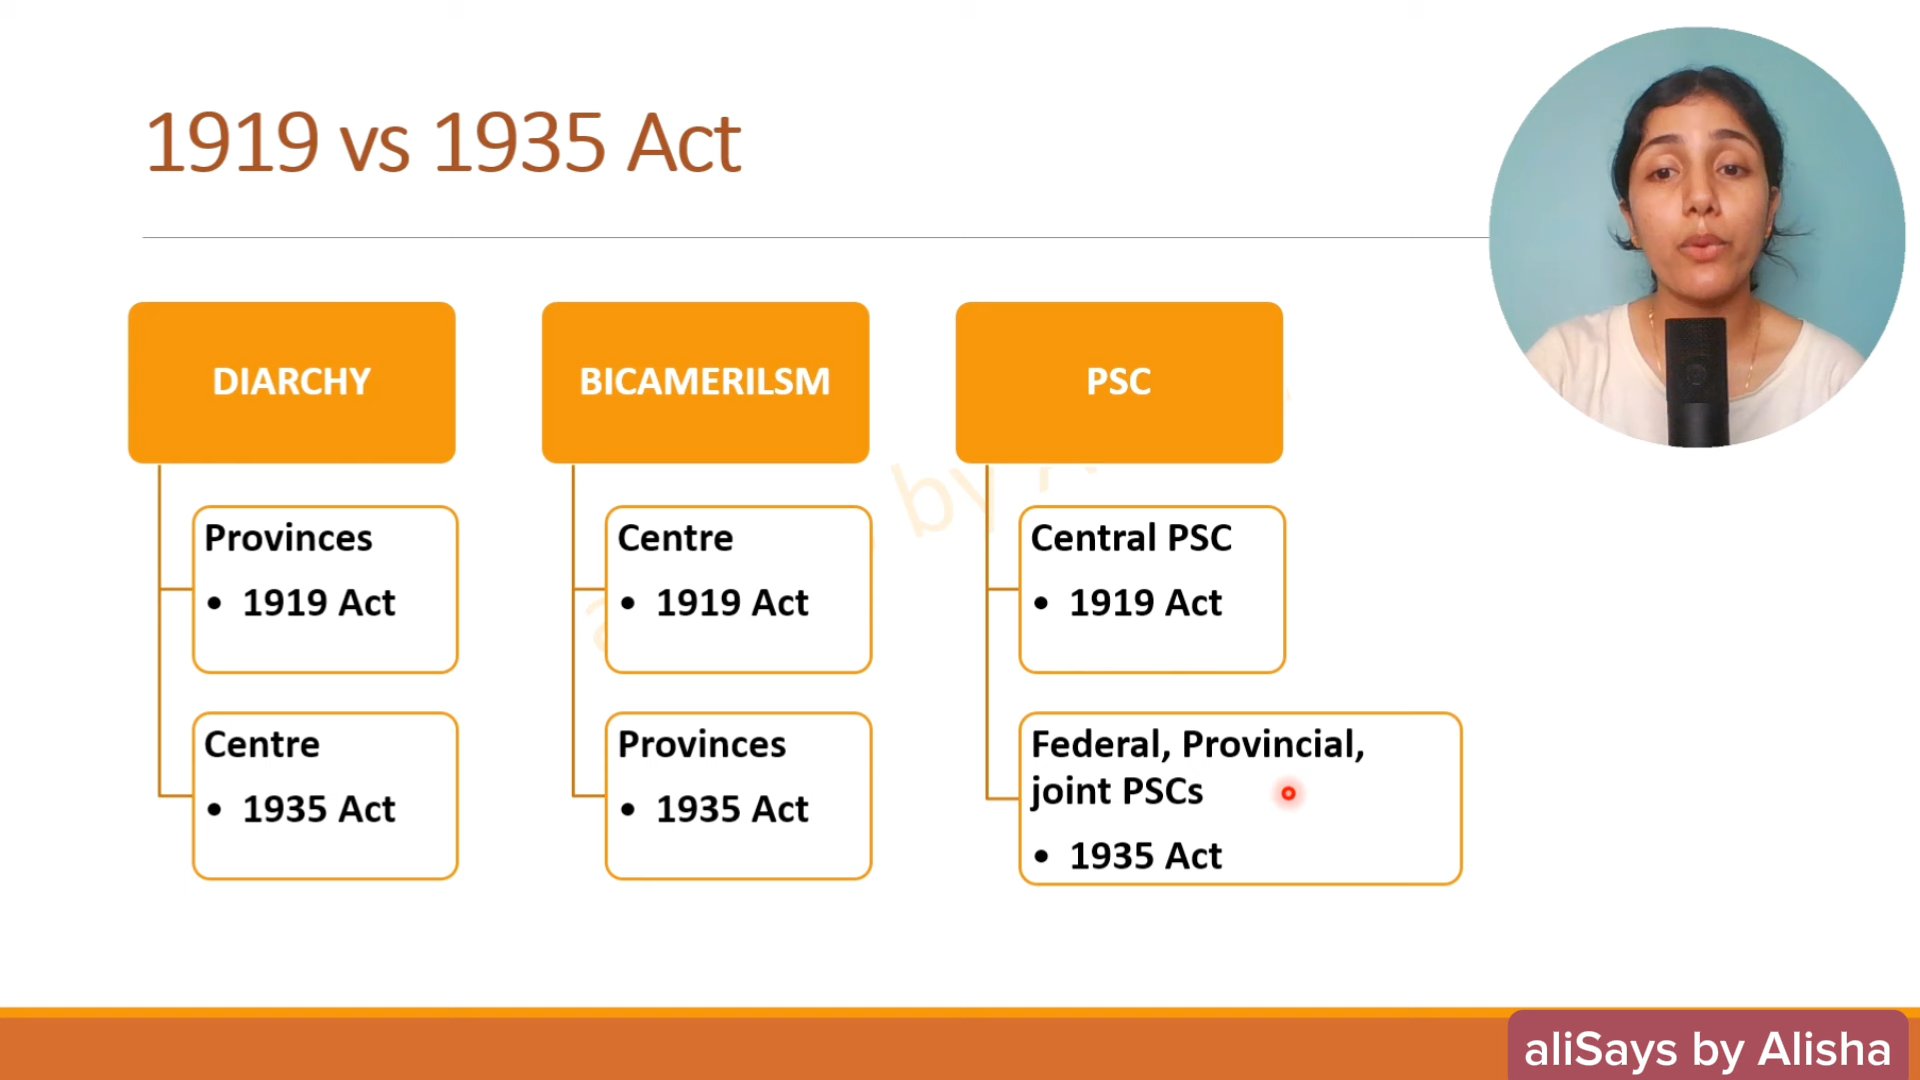 1919 vs 1935 Act
DIARCHY
Provinces
• 1919 Act
Centre
• 1935 Act
BICAMERILSM
Centre
• 1919 Act
Provinces
• 1935 Act
PSC
Central PSC
• 1919 Act
Federal, Provincial,
joint PSCs
• 1935 Act
by
aliSays by Alisha